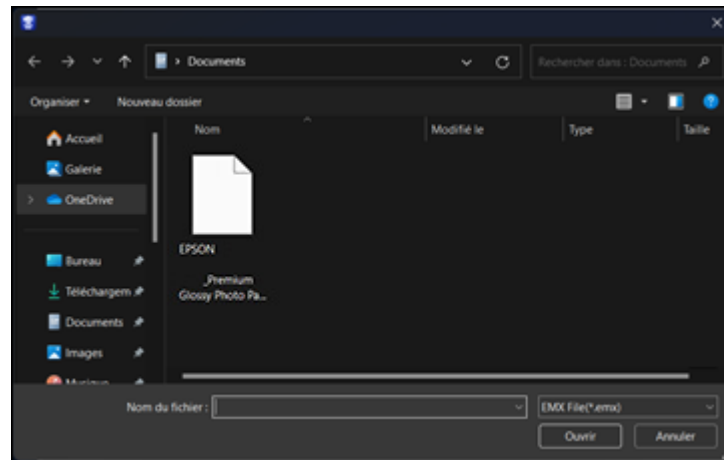 Documents
Rechercher dans : Documents
Organiser
Nouveau dossier
Nom
Modifié le
Type
Taille
Accueil
Galerie
OneDrive
Bureau
Téléchargem
Documents
Images
Musique
EPSON
_Premium
Glossy Photo Pa...
Nom du fichier :
EMX File(*.emx)
Ouvrir
Annuler